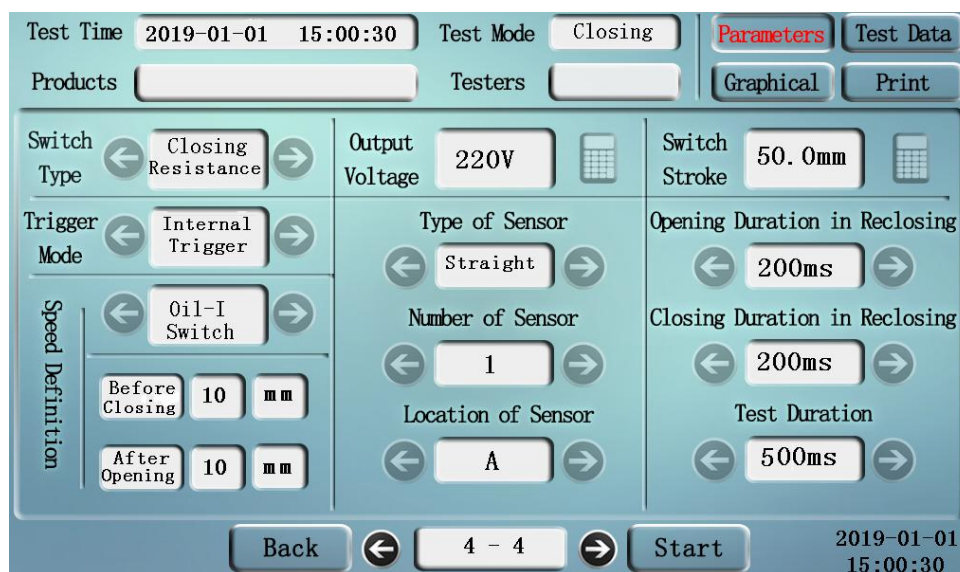 Test Time 2019-01-01 15:00:30 Test Mode Closing Parameters Test Data
Products Testers Graphical Print
Switch Type
Closing
Resistance
Trigger Mode
Internal
Trigger
Speed Definition
Oil-I
Switch
Before
Closing
10 mm
After
Opening
10 mm
Output
Voltage
220V
Type of Sensor
Straight
Number of Sensor
1
Location of Sensor
A
Switch
Stroke
50.0mm
Opening Duration in Reclosing
200ms
Closing Duration in Reclosing
200ms
Test Duration
500ms
Back 4 - 4 Start
2019-01-01
15:00:30